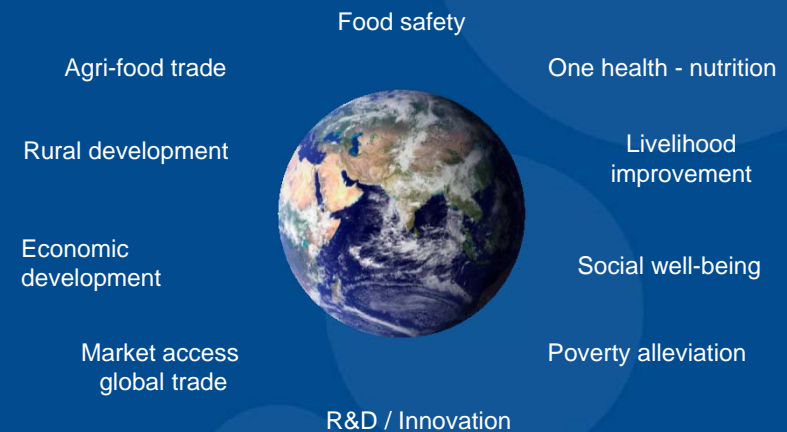 Food safety
Agri-food trade
One health - nutrition
Rural development
Livelihood
improvement
Economic
development
Social well-being
Market access
global trade
Poverty alleviation
R&D / Innovation